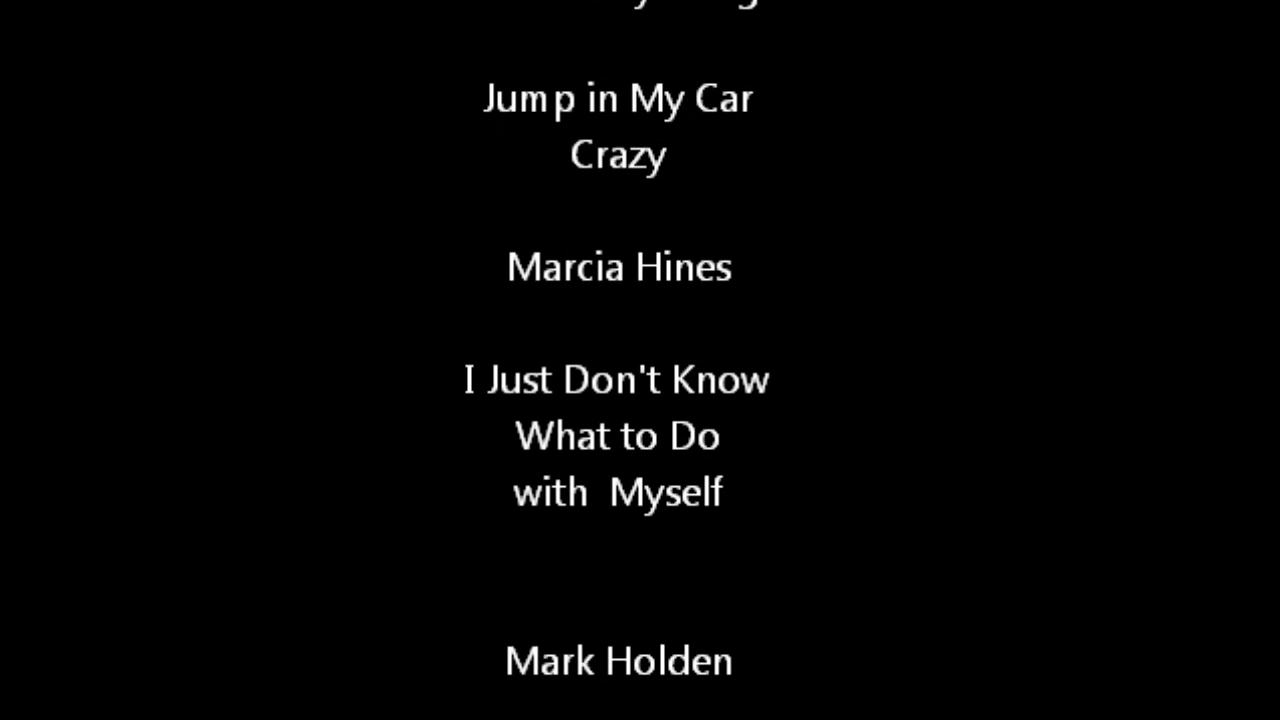 Jump in My Car
Crazy
Marcia Hines
I Just Don't Know
What to Do
with Myself
Mark Holden